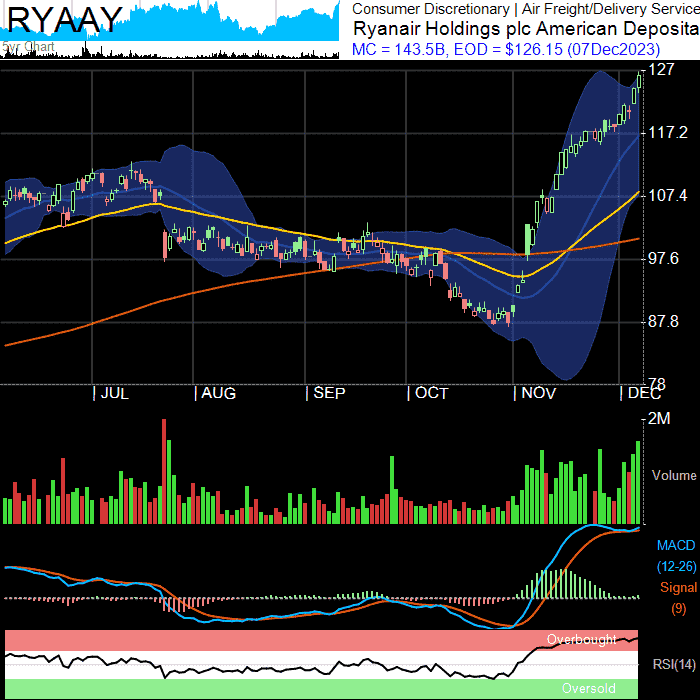 RYAAY
5yr Chart
Consumer Discretionary | Air Freight/Delivery Service
Ryanair Holdings plc American Deposita
MC = 143.5B, EOD = $126.15 (07Dec2023)
127
117.2
107.4
97.6
87.8
78
JUL
AUG
SEP
OCT
NOV
DEC
2M
Volume
MACD
(12-26)
Signal
(9)
Overbought
RSI(14)
Oversold